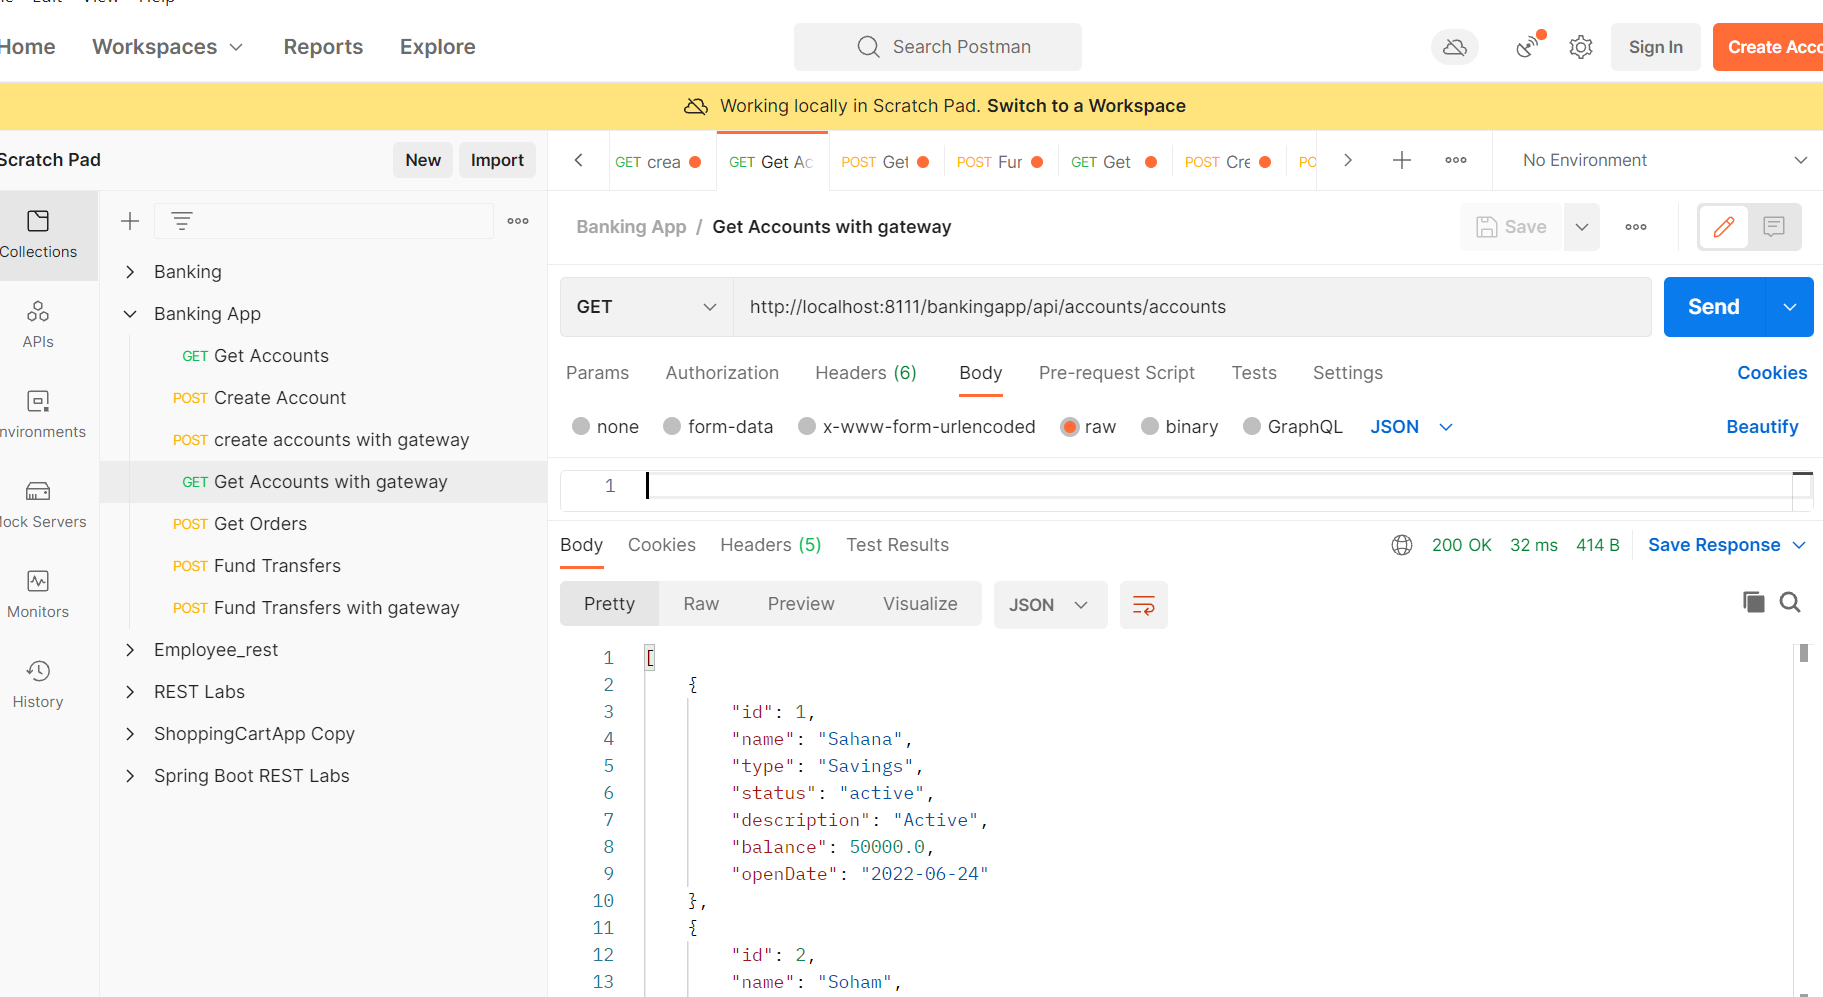 Edit View Help
Home Workspaces Reports Explore Search Postman Sign In Create Acco
Working locally in Scratch Pad. Switch to a Workspace
Scratch Pad New Import GET crea GET Get Ac POST Get POST Fur GET Get POST Cre PO No Environment
Collections
APIs
Environments
Mock Servers
Monitors
History
Banking
Banking App
GET Get Accounts
POST Create Account
POST create accounts with gateway
GET Get Accounts with gateway
POST Get Orders
POST Fund Transfers
POST Fund Transfers with gateway
Employee_rest
REST Labs
ShoppingCartApp Copy
Spring Boot REST Labs
Banking App / Get Accounts with gateway Save
GET http://localhost:8111/bankingapp/api/accounts/accounts Send
Params Authorization Headers (6) Body Pre-request Script Tests Settings Cookies
none form-data x-www-form-urlencoded raw binary GraphQL JSON Beautify
1
Body Cookies Headers (5) Test Results 200 OK 32 ms 414 B Save Response
Pretty Raw Preview Visualize JSON
1 [
2 {
3 "id": 1,
4 "name": "Sahana",
5 "type": "Savings",
6 "status": "active",
7 "description": "Active",
8 "balance": 50000.0,
9 "openDate": "2022-06-24"
10 },
11 {
12 "id": 2,
13 "name": "Soham",